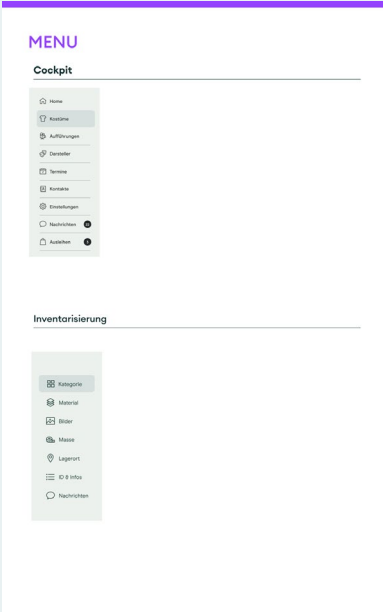 MENU
Cockpit
Home
Kostüme
Aufführungen
Darsteller
Termine
Kontakte
Einstellungen
Nachrichten
Ausleihen
Inventarisierung
Kategorie
Material
Bilder
Masse
Lagerort
ID & Infos
Nachrichten